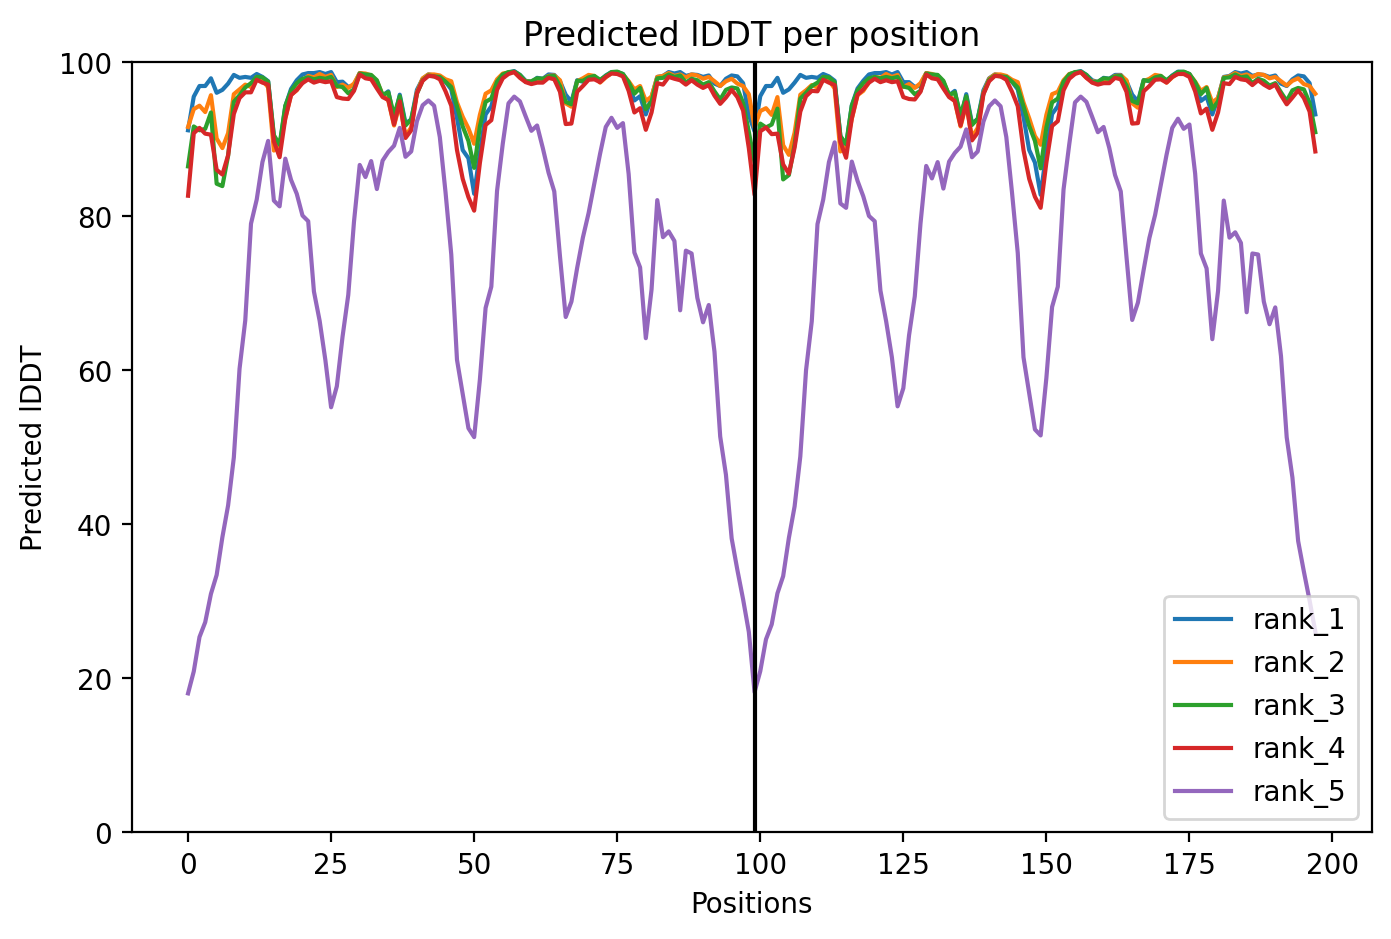 Predicted lDDT per position
Predicted lDDT
100
80
60
40
20
0
0 25 50 75 100 125 150 175 200
Positions
rank_1
rank_2
rank_3
rank_4
rank_5